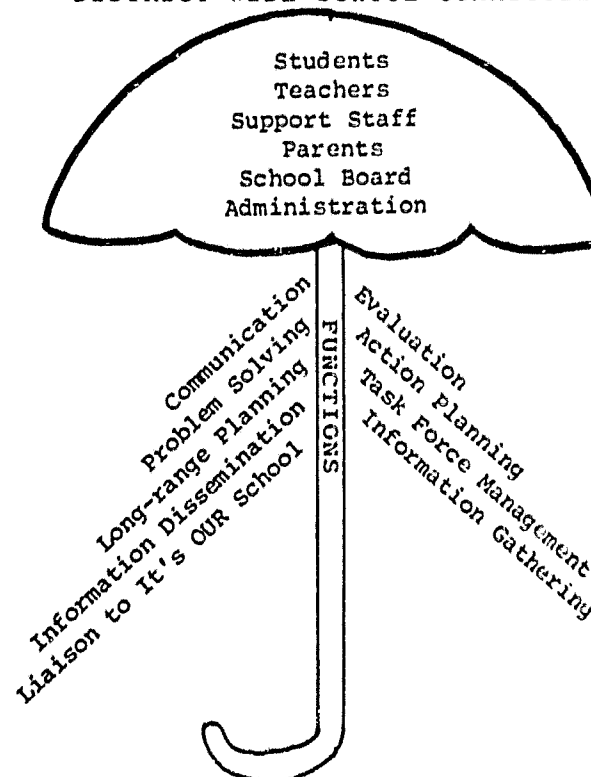 Students
Teachers
Support Staff
Parents
School Board
Administration
FUNCTIONS
Communication
Problem Solving
Long-range Planning
Information Dissemination
Liaison to It's OUR School
Evaluation
Action Planning
Task Force Management
Information Gathering